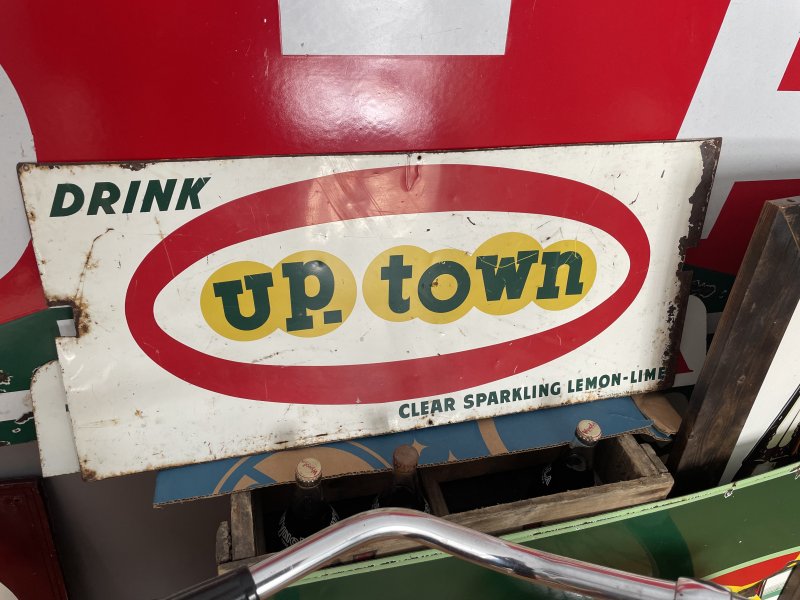 DRINK
up. town
CLEAR SPARKLING LEMON-LIME